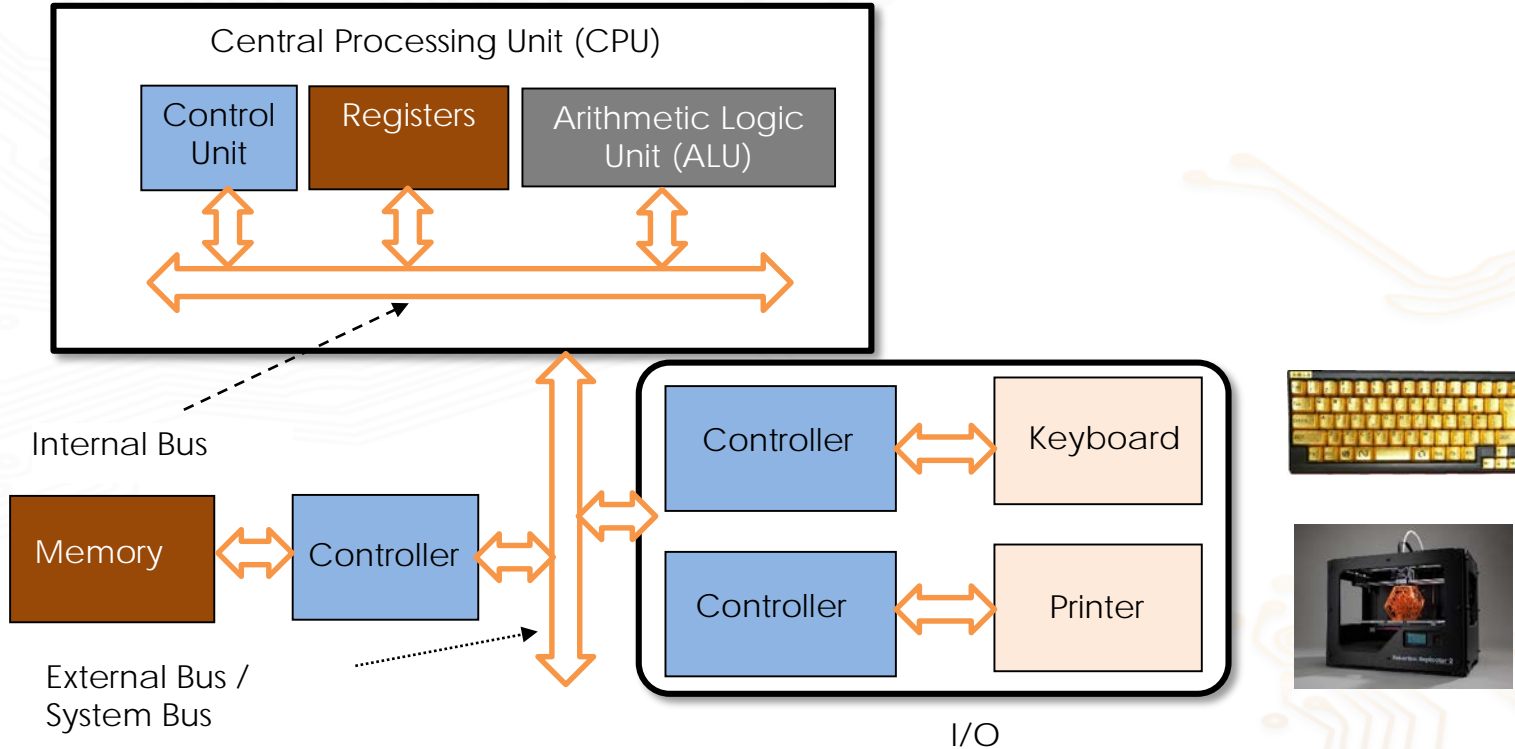 Central Processing Unit (CPU)
Control
Unit
Registers
Arithmetic Logic
Unit (ALU)
Internal Bus
Memory
Controller
External Bus /
System Bus
Controller
Keyboard
Controller
Printer
I/O